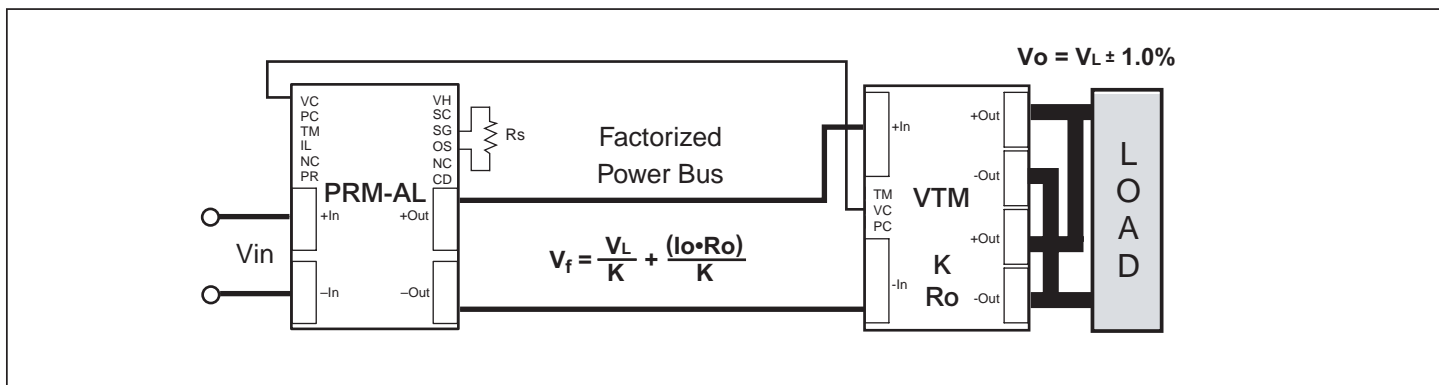 Vo = VL ± 1.0%
VC
PC
TM
IL
NC
PR
VH
SC
SG
OS
NC
CD
Rs
PRM-AL
+In
+Out
–In
–Out
Vin
Factorized
Power Bus
Vf = VL/K + (Io•Ro)/K
+In
TM
VC
PC
-In
VTM
K
Ro
+Out
-Out
+Out
-Out
LOAD